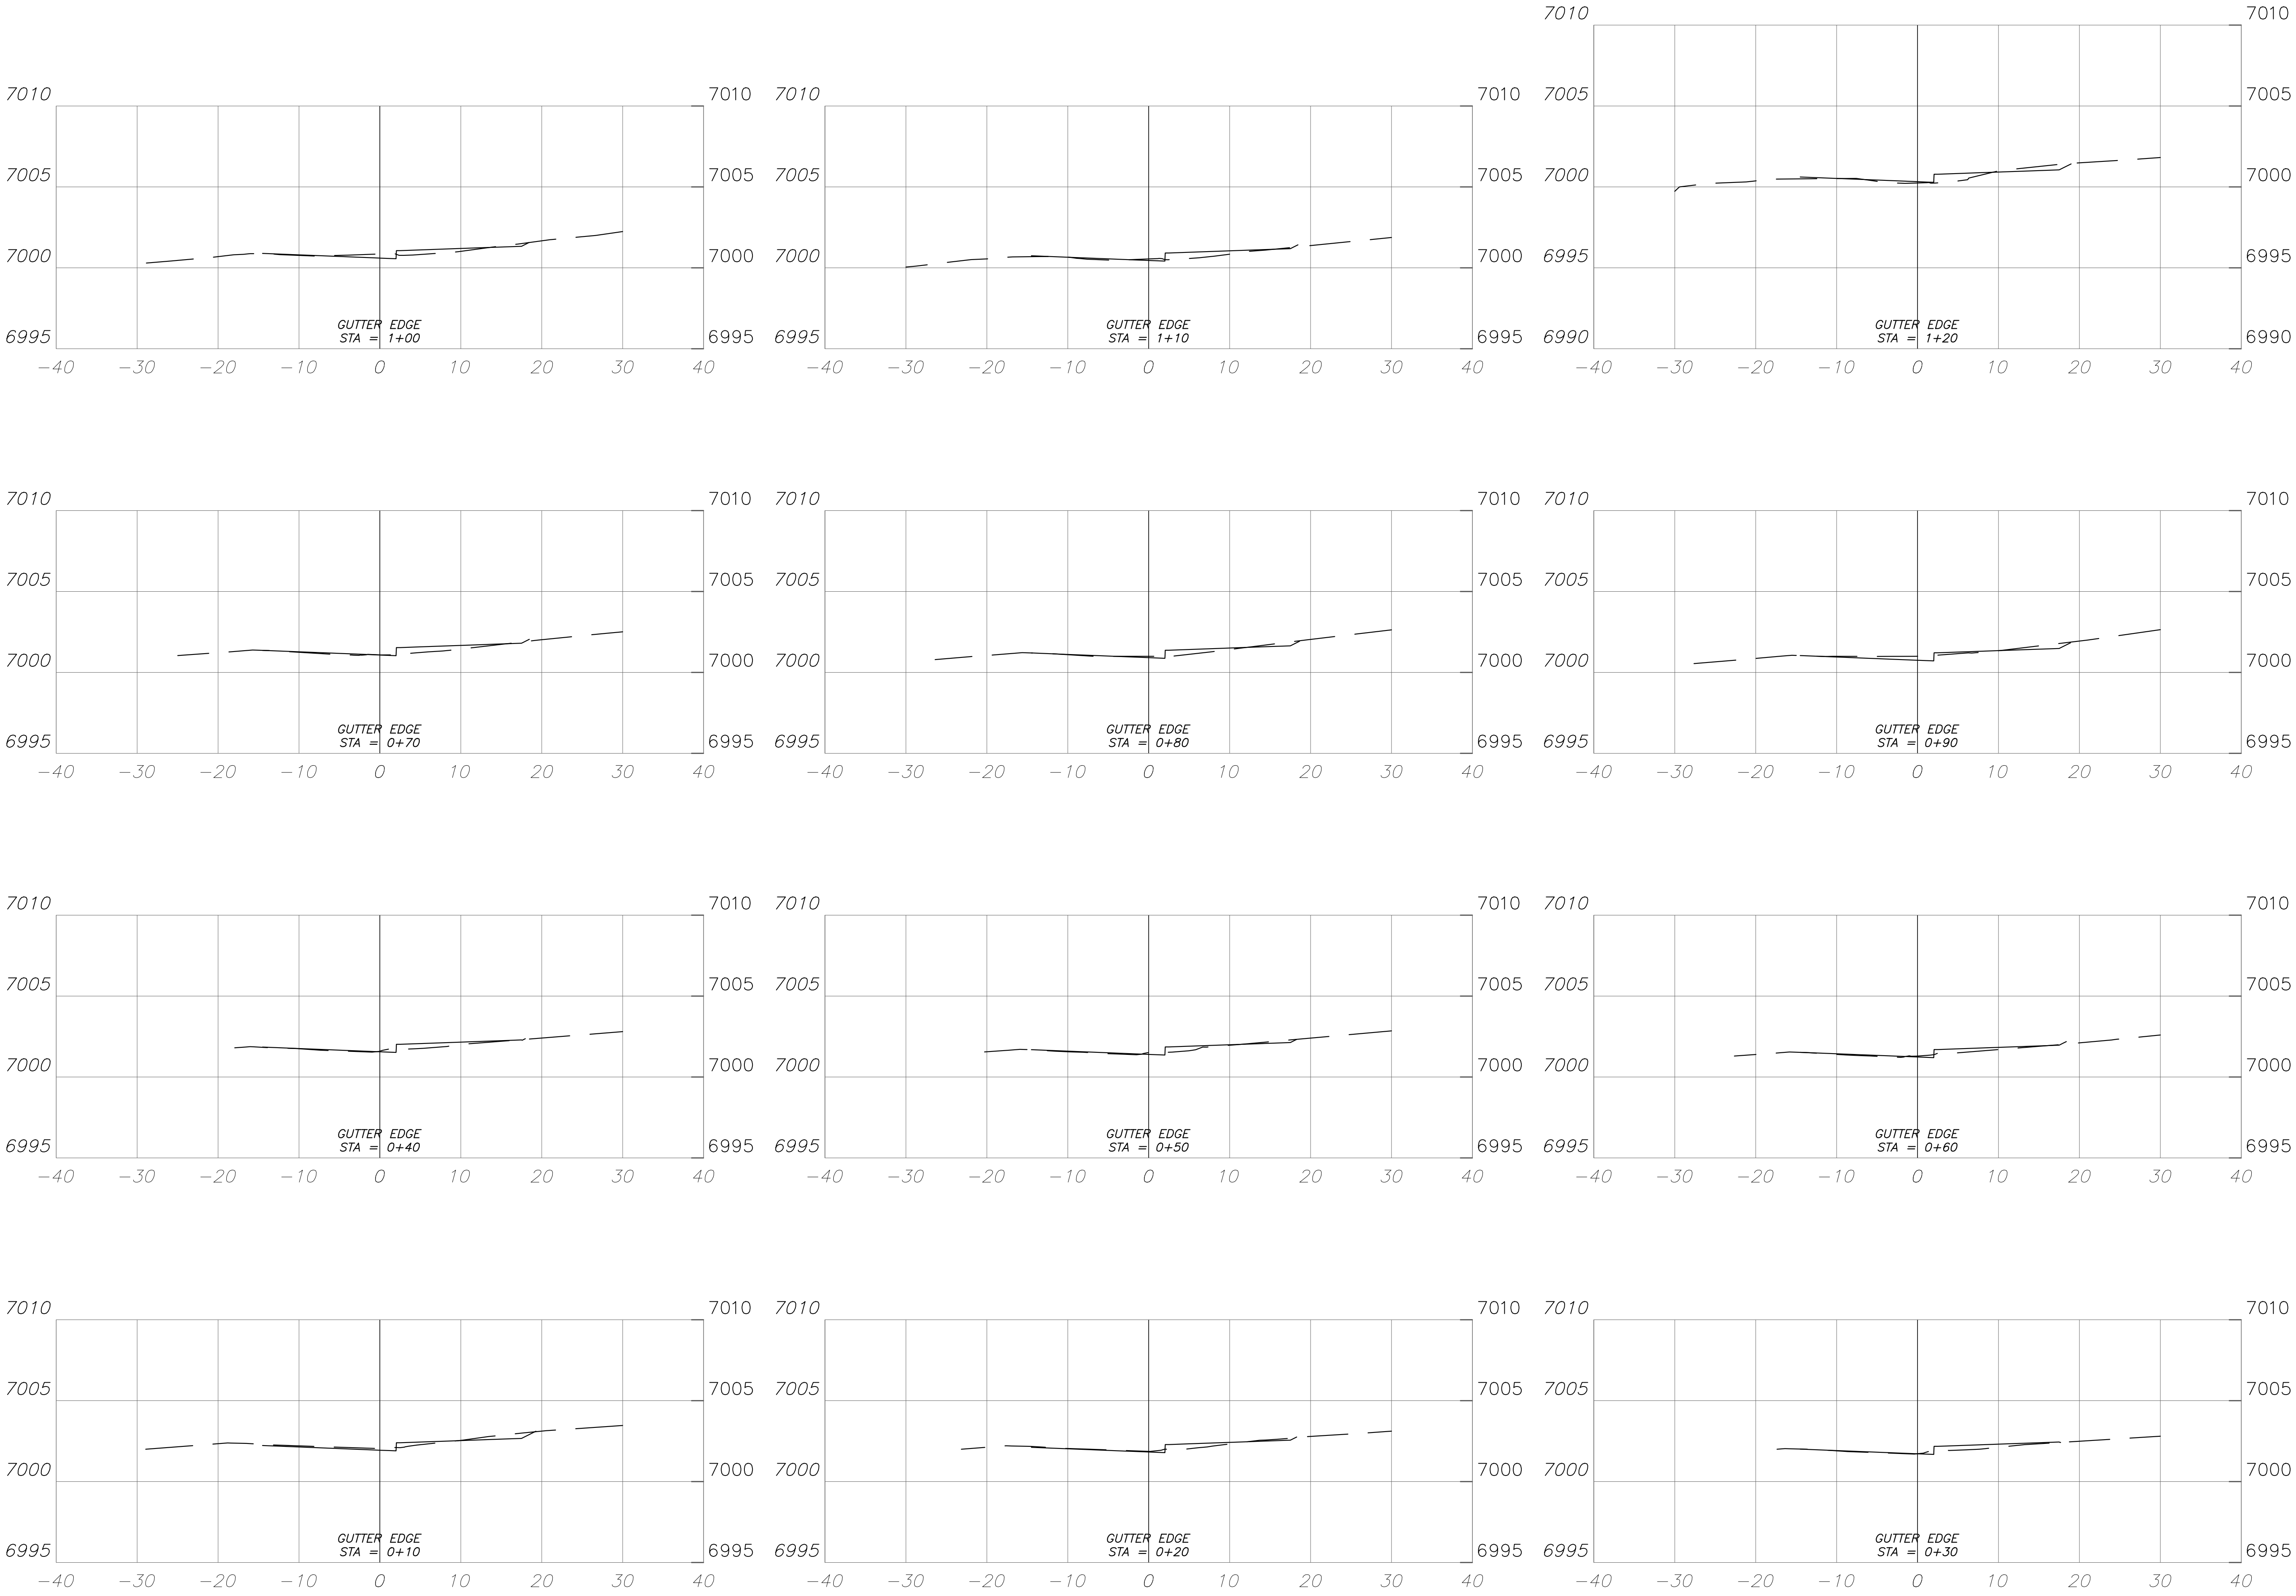 7010 7010
7010 7010 7010 7010 7005 7005
7005 7005 7005 7005 7000 7000
7000 7000 7000 7000 6995 6995
GUTTER EDGE GUTTER EDGE GUTTER EDGE
6995 STA = 1+00 6995 6995 STA = 1+10 6995 6990 STA = 1+20 6990
-40 -30 -20 -10 0 10 20 30 40 -30 -20 -10 0 10 20 30 40 -30 -20 -10 0 10 20 30 40
7010 7010 7010 7010 7010 7010
7005 7005 7005 7005 7005 7005
7000 7000 7000 7000 7000 7000
GUTTER EDGE GUTTER EDGE GUTTER EDGE
6995 STA = 0+70 6995 6995 STA = 0+80 6995 6995 STA = 0+90 6995
-40 -30 -20 -10 0 10 20 30 40 -40 -30 -20 -10 0 10 20 30 40 -40 -30 -20 -10 0 10 20 30 40
7010 7010 7010 7010 7010 7010
7005 7005 7005 7005 7005 7005
7000 7000 7000 7000 7000 7000
GUTTER EDGE GUTTER EDGE GUTTER EDGE
6995 STA = 0+40 6995 6995 STA = 0+50 6995 6995 STA = 0+60 6995
-40 -30 -20 -10 0 10 20 30 40 -40 -30 -20 -10 0 10 20 30 40 -40 -30 -20 -10 0 10 20 30 40
7010 7010 7010 7010 7010 7010
7005 7005 7005 7005 7005 7005
7000 7000 7000 7000 7000 7000
GUTTER EDGE GUTTER EDGE GUTTER EDGE
6995 STA = 0+10 6995 6995 STA = 0+20 6995 6995 STA = 0+30 6995
-40 -30 -20 -10 0 10 20 30 40 -40 -30 -20 -10 0 10 20 30 40 -40 -30 -20 -10 0 10 20 30 40